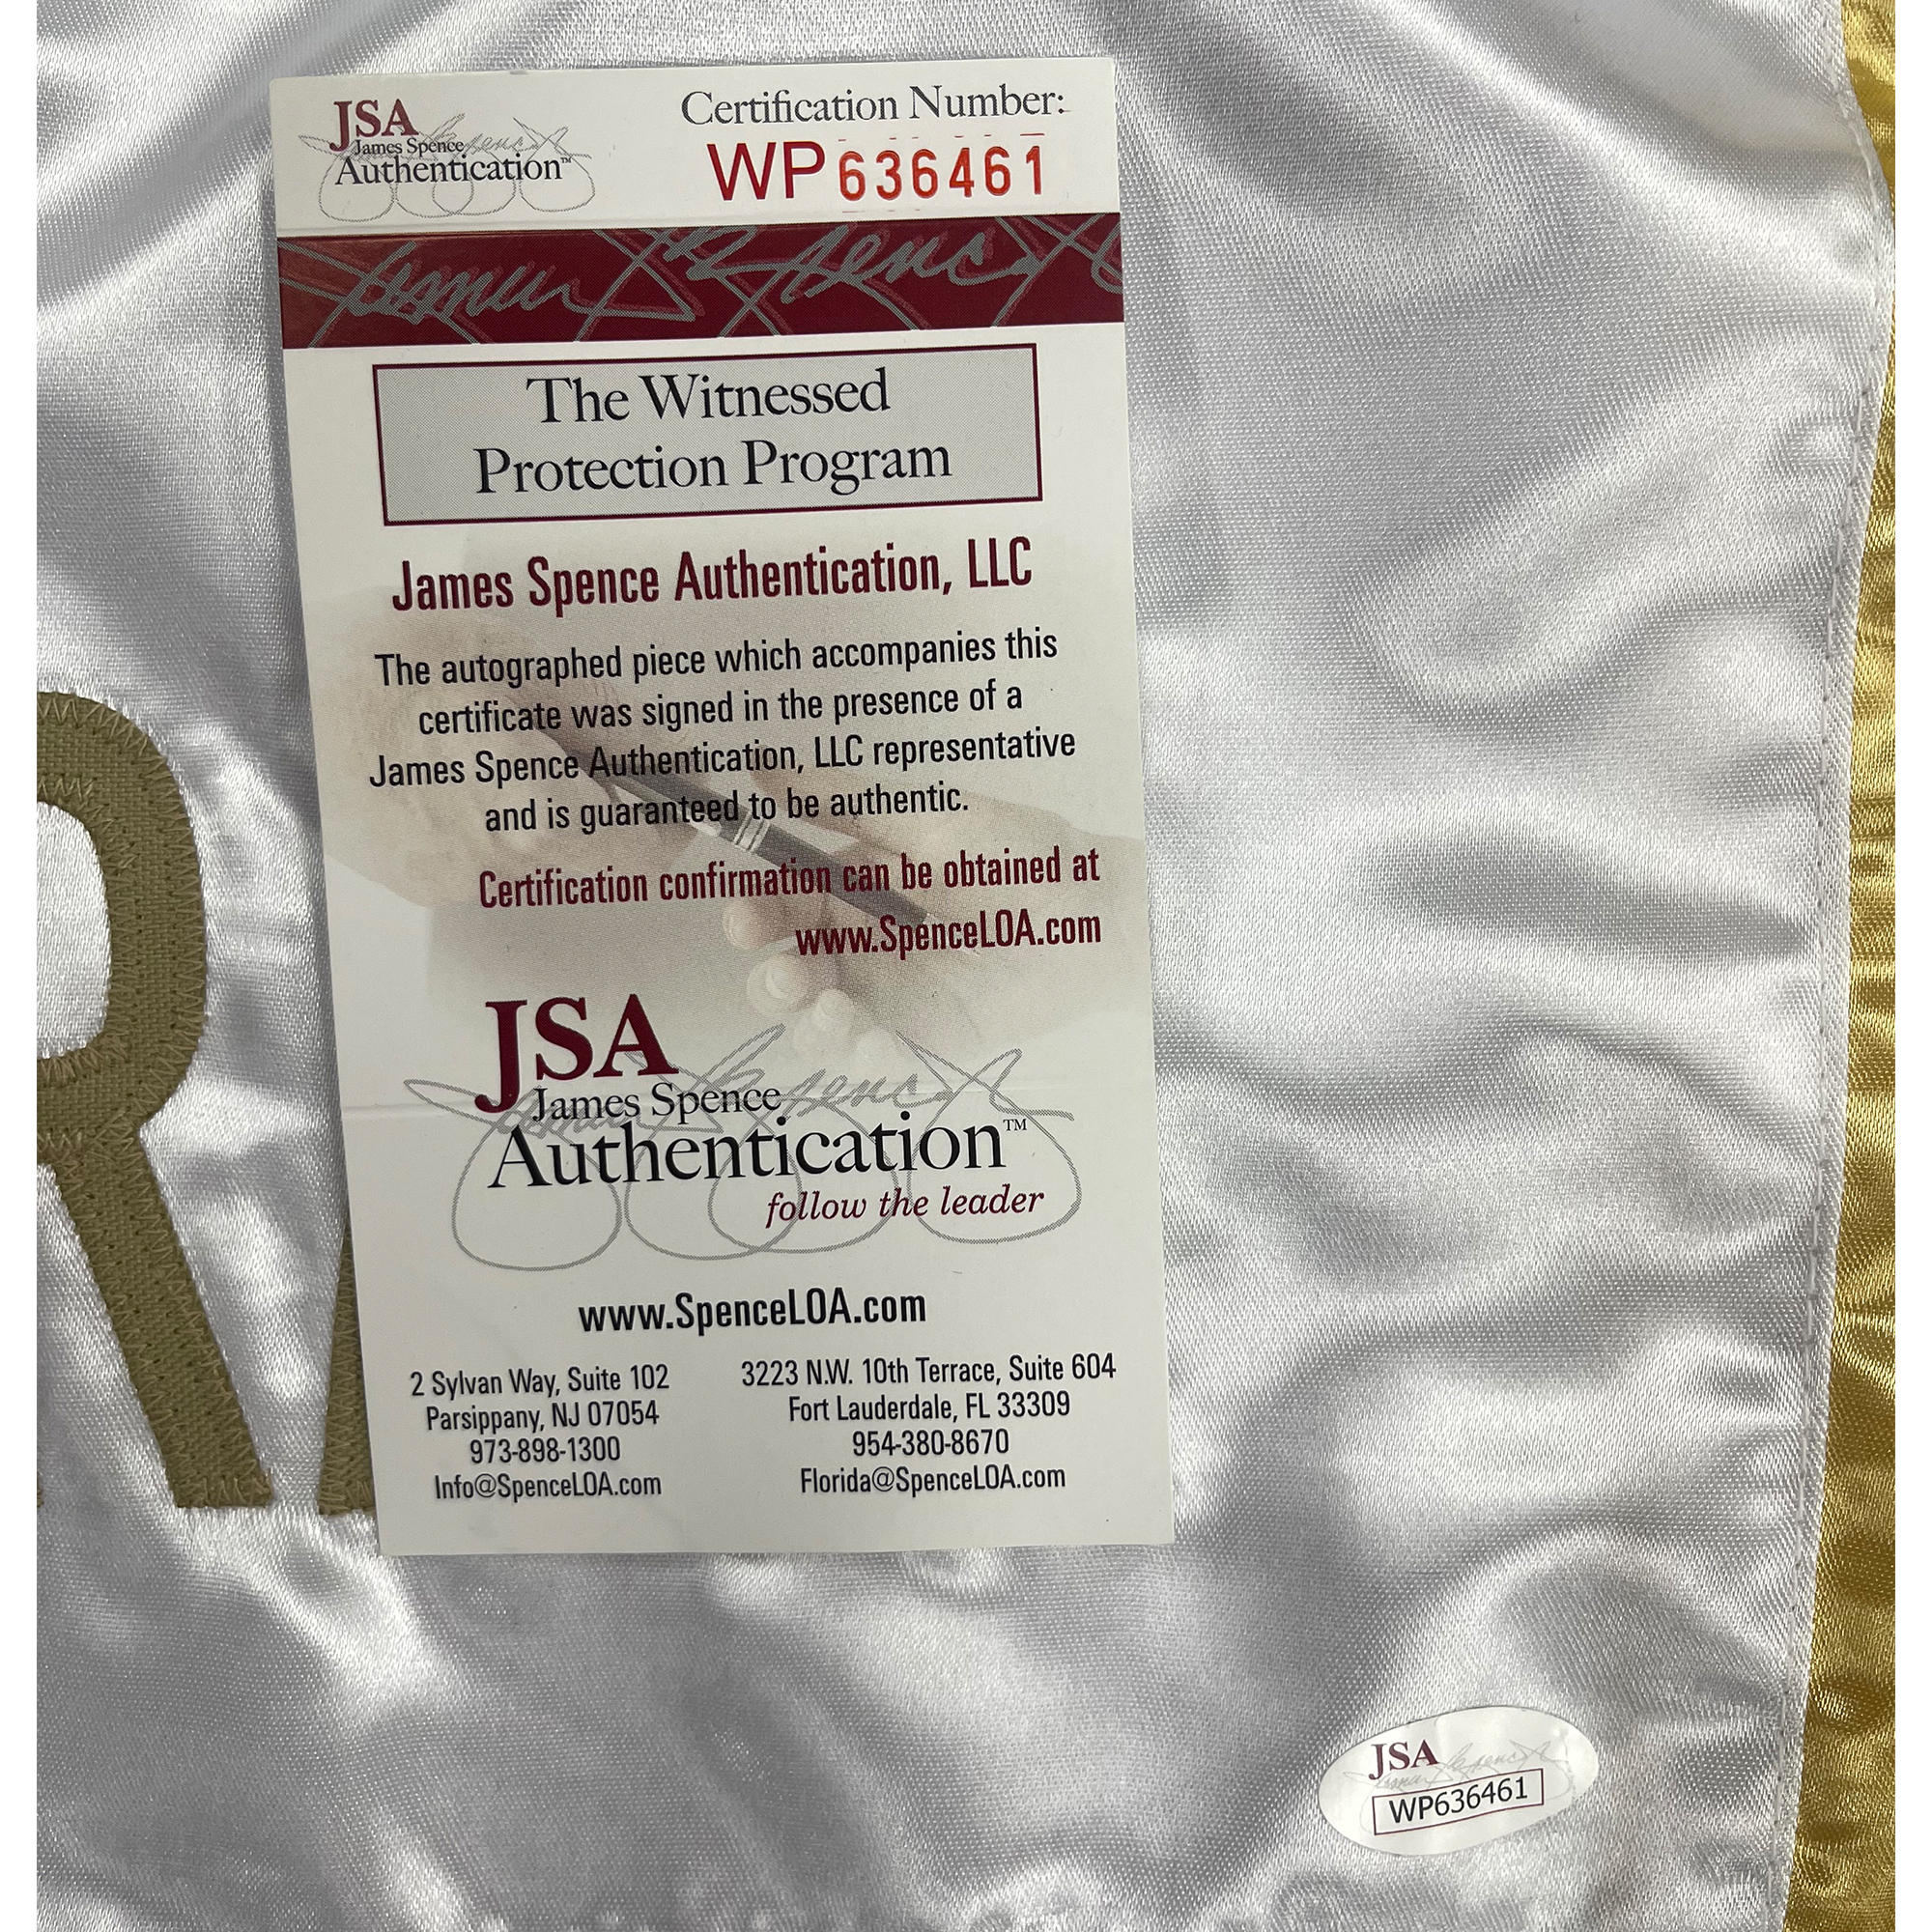 JSA
James Spence
Authentication™
Certification Number:
WP636461
James Spence
The Witnessed
Protection Program
James Spence Authentication, LLC
The autographed piece which accompanies this
certificate was signed in the presence of a
James Spence Authentication, LLC representative
and is guaranteed to be authentic.
Certification confirmation can be obtained at
www.SpenceLOA.com
JSA
James Spence
Authentication™
follow the leader
www.SpenceLOA.com
2 Sylvan Way, Suite 102
Parsippany, NJ 07054
973-898-1300
Info@SpenceLOA.com
3223 N.W. 10th Terrace, Suite 604
Fort Lauderdale, FL 33309
954-380-8670
Florida@SpenceLOA.com
R
JSA
WP636461